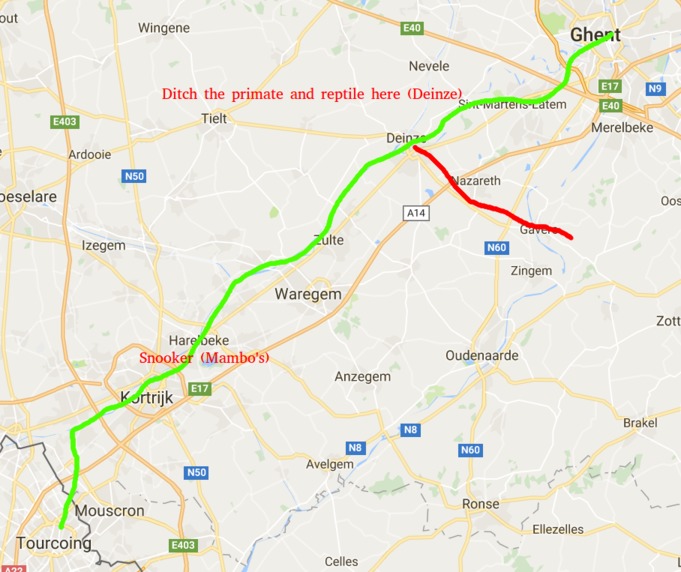 out
Wingene
E40
Ghent
Nevele
E17
N9
E40
Ditch the primate and reptile here (Deinze)
Sint-Martens-Latem
E403
Tielt
Merelbeke
Deinze
Ardooie
N50
Nazareth
oeselare
Oos
A14
Gavere
Izegem
Zulte
N60
Zingem
Waregem
Zott
Harelbeke
Snooker (Mambo's)
Oudenaarde
Anzegem
E17
Kortrijk
Brakel
N8
N8
N60
Avelgem
N50
Ronse
Mouscron
Ellezelles
Tourcoing
E403
Celles
A22
L